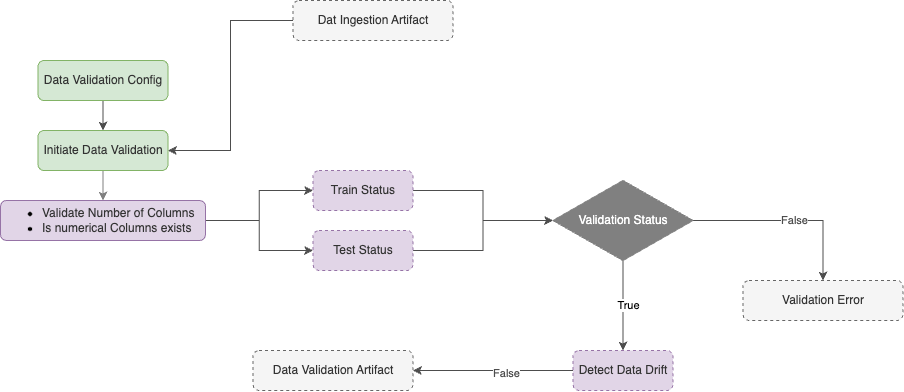 Dat Ingestion Artifact
Data Validation Config
Initiate Data Validation
• Validate Number of Columns
• Is numerical Columns exists
Train Status
Test Status
Validation Status
False
Validation Error
True
Detect Data Drift
False
Data Validation Artifact